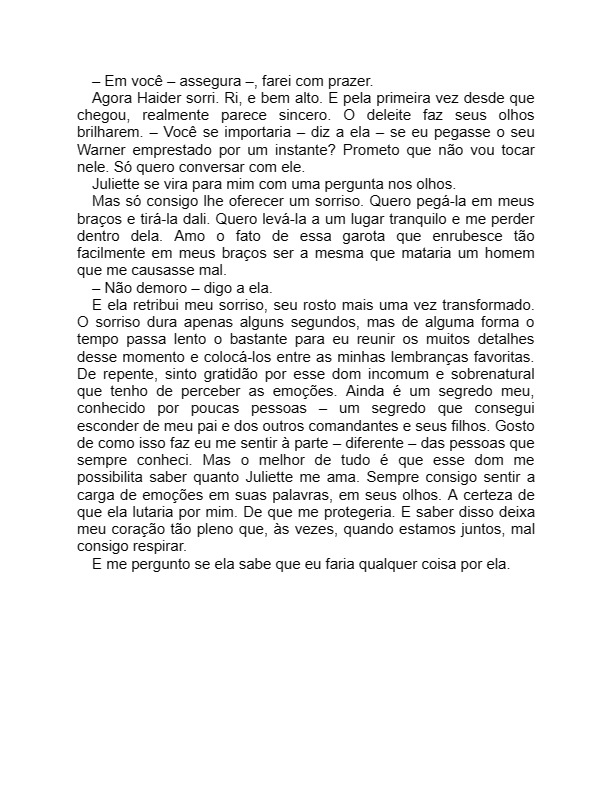 – Em você – assegura –, farei com prazer.
Agora Haider sorri. Ri, e bem alto. E pela primeira vez desde que
chegou, realmente parece sincero. O deleite faz seus olhos
brilharem. – Você se importaria – diz a ela – se eu pegasse o seu
Warner emprestado por um instante? Prometo que não vou tocar
nele. Só quero conversar com ele.
Juliette se vira para mim com uma pergunta nos olhos.
Mas só consigo lhe oferecer um sorriso. Quero pegá-la em meus
braços e tirá-la dali. Quero levá-la a um lugar tranquilo e me perder
dentro dela. Amo o fato de essa garota que enrubesce tão
facilmente em meus braços ser a mesma que mataria um homem
que me causasse mal.
– Não demoro – digo a ela.
E ela retribui meu sorriso, seu rosto mais uma vez transformado.
O sorriso dura apenas alguns segundos, mas de alguma forma o
tempo passa lento o bastante para eu reunir os muitos detalhes
desse momento e colocá-los entre as minhas lembranças favoritas.
De repente, sinto gratidão por esse dom incomum e sobrenatural
que tenho de perceber as emoções. Ainda é um segredo meu,
conhecido por poucas pessoas – um segredo que consegui
esconder de meu pai e dos outros comandantes e seus filhos. Gosto
de como isso faz eu me sentir à parte – diferente – das pessoas que
sempre conheci. Mas o melhor de tudo é que esse dom me
possibilita saber quanto Juliette me ama. Sempre consigo sentir a
carga de emoções em suas palavras, em seus olhos. A certeza de
que ela lutaria por mim. De que me protegeria. E saber disso deixa
meu coração tão pleno que, às vezes, quando estamos juntos, mal
consigo respirar.
E me pergunto se ela sabe que eu faria qualquer coisa por ela.